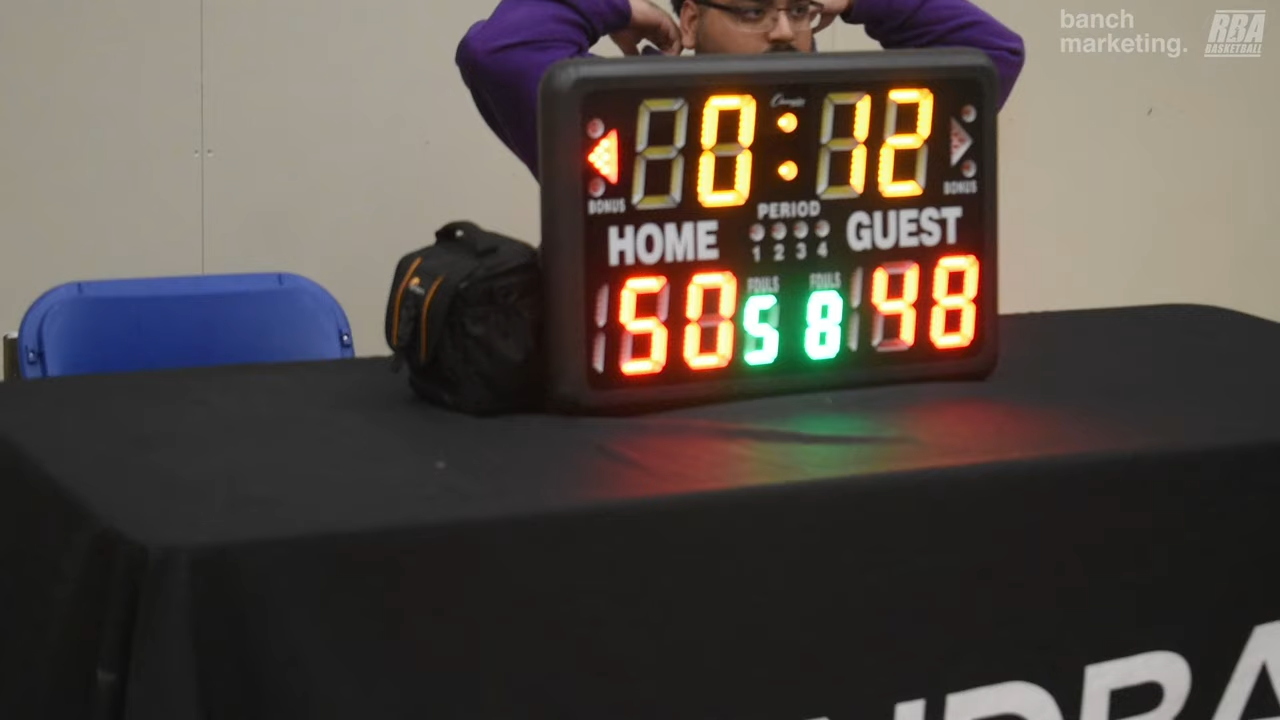 banch
marketing.
RBA
BASKETBALL
0:12
BONUS
BONUS
PERIOD
HOME
GUEST
1 2 3 4
FOULS
FOULS
50
5
8
48